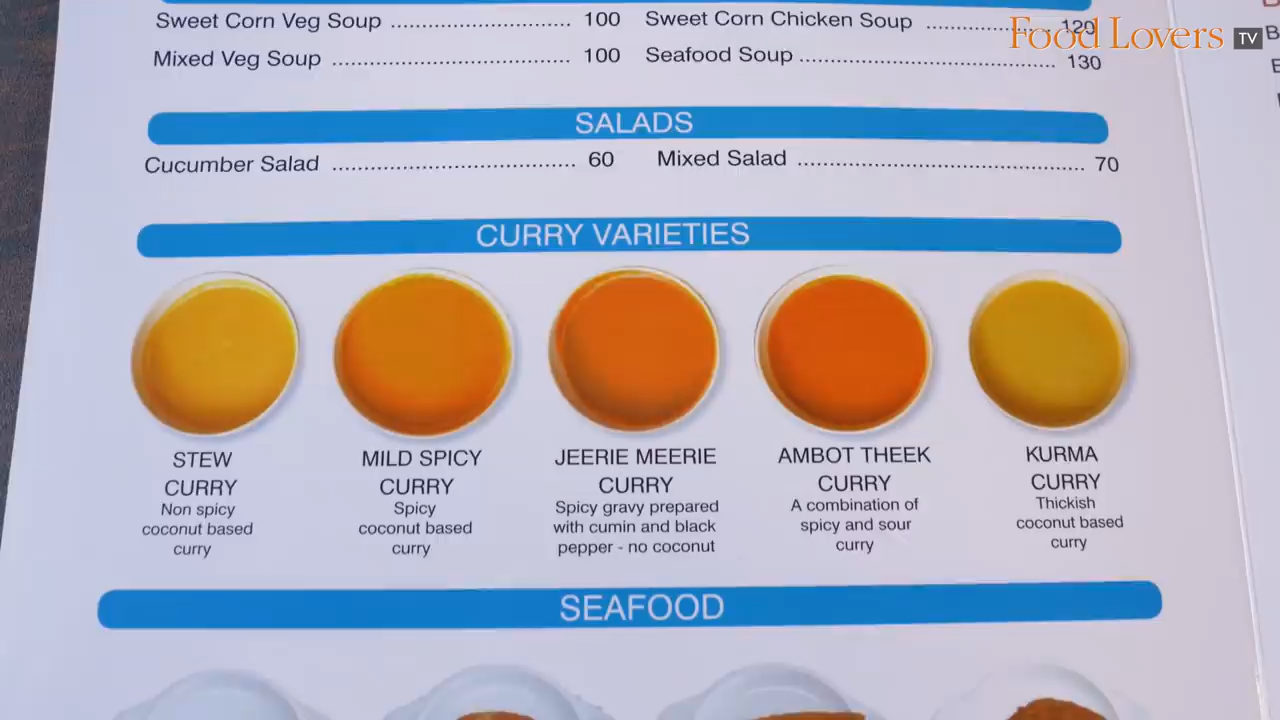 Sweet Corn Veg Soup ................................ 100 Sweet Corn Chicken Soup ...................... 120
Food Lovers TV
Mixed Veg Soup ........................................... 100 Seafood Soup ............................................. 130
SALADS
Cucumber Salad ........................................... 60 Mixed Salad .................................................. 70
CURRY VARIETIES
STEW
CURRY
Non spicy
coconut based
curry
MILD SPICY
CURRY
Spicy
coconut based
curry
JEERIE MEERIE
CURRY
Spicy gravy prepared
with cumin and black
pepper - no coconut
AMBOT THEEK
CURRY
A combination of
spicy and sour
curry
KURMA
CURRY
Thickish
coconut based
curry
SEAFOOD